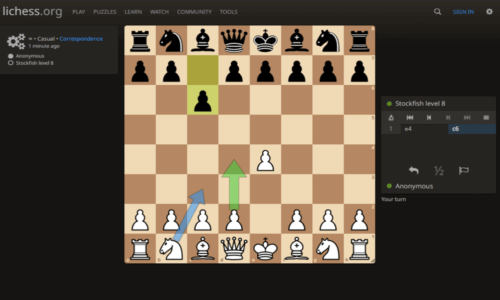 lichess.org PLAY PUZZLES LEARN WATCH COMMUNITY TOOLS SIGN IN
∞ • Casual • Correspondence
1 minute ago
Anonymous
Stockfish level 8
Stockfish level 8
1 e4 c6
½
Anonymous
Your turn